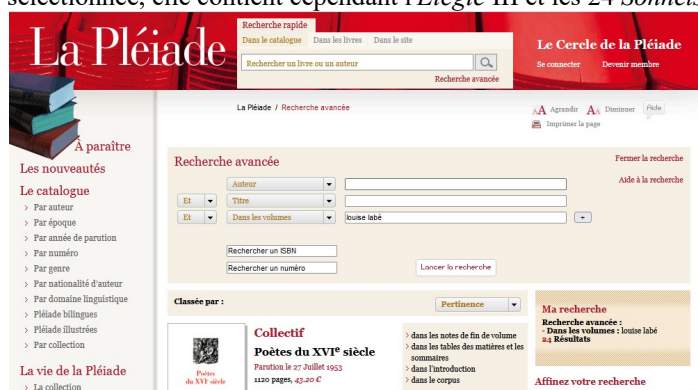 sélectionnée, elle contient cependant l'Élégie III et les 24 Sonnets
La Pléiade
Recherche rapide
Dans le catalogue Dans les livres Dans le site
Rechercher un livre ou un auteur
Recherche avancée
Le Cercle de la Pléiade
Se connecter Devenir membre
La Pléiade / Recherche avancée
AA Agrandir AA Diminuer Aide
Imprimer la page
À paraître
Les nouveautés
Le catalogue
> Par auteur
> Par époque
> Par année de parution
> Par numéro
> Par genre
> Par nationalité d'auteur
> Par domaine linguistique
> Pléiade bilingues
> Pléiade illustrées
> Par collection
La vie de la Pléiade
> La collection
Recherche avancée
Fermer la recherche
Aide à la recherche
Auteur
Et Titre
Et Dans les volumes louise labé +
Rechercher un ISBN
Rechercher un numéro
Lancer la recherche
Classée par :
Pertinence
Poètes
du XVIe siècle
Collectif
Poètes du XVIe siècle
Parution le 27 Juillet 1953
1120 pages, 43.20 €
> dans les notes de fin de volume
> dans les tables des matières et les
sommaires
> dans l'introduction
> dans le corpus
Ma recherche
Recherche avancée :
- Dans les volumes : louise labé
24 Résultats
Affinez votre recherche